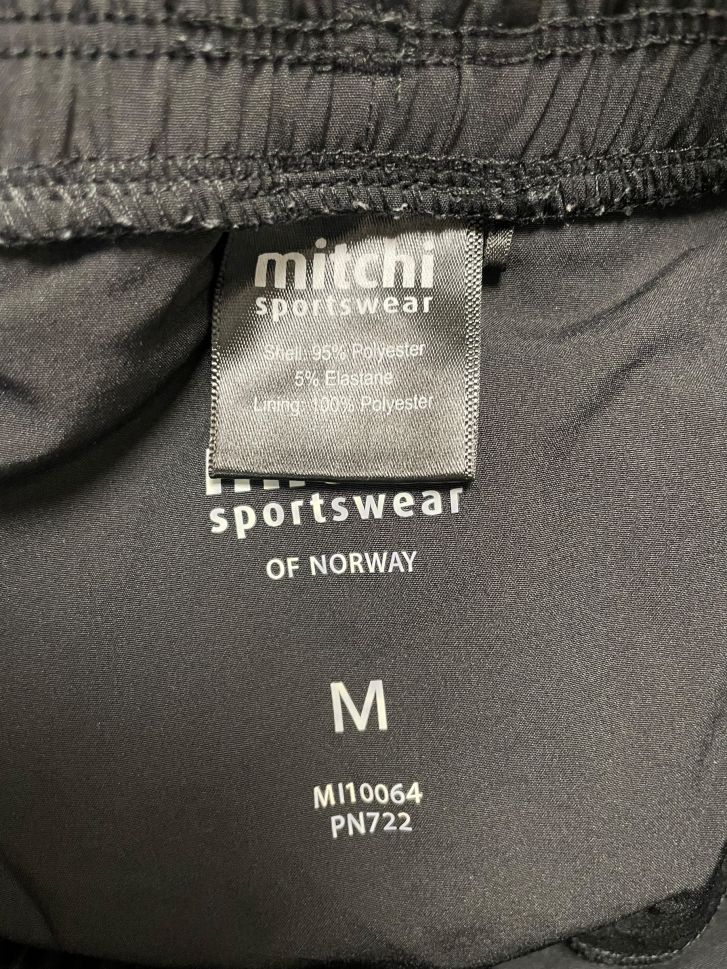 mitchi
sportswear
Shell: 95% Polyester
5% Elastane
Lining: 100% Polyester
sportswear
OF NORWAY
M
MI10064
PN722